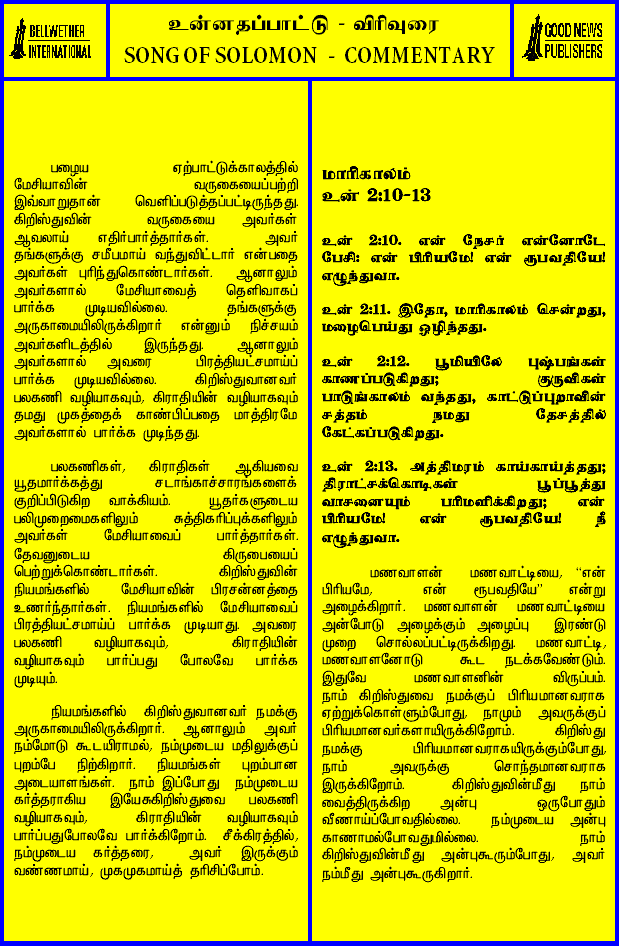 BELLWETHER
INTERNATIONAL
உன்னதப்பாட்டு - விரிவுரை
SONG OF SOLOMON - COMMENTARY
GOOD NEWS
PUBLISHERS
பழைய ஏற்பாட்டுக்காலத்தில்
மேசியாவின் வருகையைப்பற்றி
இவ்வாறுதான் வெளிப்படுத்தப்பட்டிருந்தது.
கிறிஸ்துவின் வருகையை அவர்கள்
ஆவலாய் எதிர்பார்த்தார்கள். அவர்
தங்களுக்கு சமீபமாய் வந்துவிட்டார் என்பதை
அவர்கள் புரிந்துகொண்டார்கள். ஆனாலும்
அவர்களால் மேசியாவைத் தெளிவாகப்
பார்க்க முடியவில்லை. தங்களுக்கு
அருகாமையிலிருக்கிறார் என்னும் நிச்சயம்
அவர்களிடத்தில் இருந்தது. ஆனாலும்
அவர்களால் அவரை பிரத்தியட்சமாய்ப்
பார்க்க முடியவில்லை. கிறிஸ்துவானவர்
பலகணி வழியாகவும், கிராதியின் வழியாகவும்
தமது முகத்தைக் காண்பிப்பதை மாத்திரமே
அவர்களால் பார்க்க முடிந்தது.
பலகணிகள், கிராதிகள் ஆகியவை
யூதமார்க்கத்து சடாங்காச்சாரங்களைக்
குறிப்பிடுகிற வாக்கியம். யூதர்களுடைய
பலிமுறைமைகளிலும் சுத்திகரிப்புக்களிலும்
அவர்கள் மேசியாவைப் பார்த்தார்கள்.
தேவனுடைய கிருபையைப்
பெற்றுக்கொண்டார்கள். கிறிஸ்துவின்
நியமங்களில் மேசியாவின் பிரசன்னத்தை
உணர்ந்தார்கள். நியமங்களில் மேசியாவைப்
பிரத்தியட்சமாய்ப் பார்க்க முடியாது. அவரை
பலகணி வழியாகவும், கிராதியின்
வழியாகவும் பார்ப்பது போலவே பார்க்க
முடியும்.
நியமங்களில் கிறிஸ்துவானவர் நமக்கு
அருகாமையிலிருக்கிறார். ஆனாலும் அவர்
நம்மோடு கூடயிராமல், நம்முடைய மதிலுக்குப்
புறம்பே நிற்கிறார். நியமங்கள் புறம்பான
அடையாளங்கள். நாம் இப்போது நம்முடைய
கர்த்தராகிய இயேசுகிறிஸ்துவை பலகணி
வழியாகவும், கிராதியின் வழியாகவும்
பார்ப்பதுபோலவே பார்க்கிறோம். சீக்கிரத்தில்,
நம்முடைய கர்த்தரை, அவர் இருக்கும்
வண்ணமாய், முகமுகமாய்த் தரிசிப்போம்.
மாரிகாலம்
உன் 2:10-13
உன் 2:10. என் நேசர் என்னோடே
பேசி: என் பிரியமே! என் ரூபவதியே!
எழுந்துவா.
உன் 2:11. இதோ, மாரிகாலம் சென்றது,
மழைபெய்து ஒழிந்தது.
உன் 2:12. பூமியிலே புஷ்பங்கள்
காணப்படுகிறது; குருவிகள்
பாடுங்காலம் வந்தது, காட்டுப்புறாவின்
சத்தம் நமது தேசத்தில்
கேட்கப்படுகிறது.
உன் 2:13. அத்திமரம் காய்காய்த்தது;
திராட்சக்கொடிகள் பூப்பூத்து
வாசனையும் பரிமளிக்கிறது; என்
பிரியமே! என் ரூபவதியே! நீ
எழுந்துவா.
மணவாளன் மணவாட்டியை, “என்
பிரியமே, என் ரூபவதியே” என்று
அழைக்கிறார். மணவாளன் மணவாட்டியை
அன்போடு அழைக்கும் அழைப்பு இரண்டு
முறை சொல்லப்பட்டிருக்கிறது. மணவாட்டி,
மணவாளனோடு கூட நடக்கவேண்டும்.
இதுவே மணவாளனின் விருப்பம்.
நாம் கிறிஸ்துவை நமக்குப் பிரியமானவராக
ஏற்றுக்கொள்ளும்போது, நாமும் அவருக்குப்
பிரியமானவர்களாயிருக்கிறோம். கிறிஸ்து
நமக்கு பிரியமானவராகயிருக்கும்போது,
நாம் அவருக்கு சொந்தமானவராக
இருக்கிறோம். கிறிஸ்துவின்மீது நாம்
வைத்திருக்கிற அன்பு ஒருபோதும்
வீணாய்ப்போவதில்லை. நம்முடைய அன்பு
காணாமல்போவதுமில்லை. நாம்
கிறிஸ்துவின்மீது அன்புகூரும்போது, அவர்
நம்மீது அன்புகூருகிறார்.